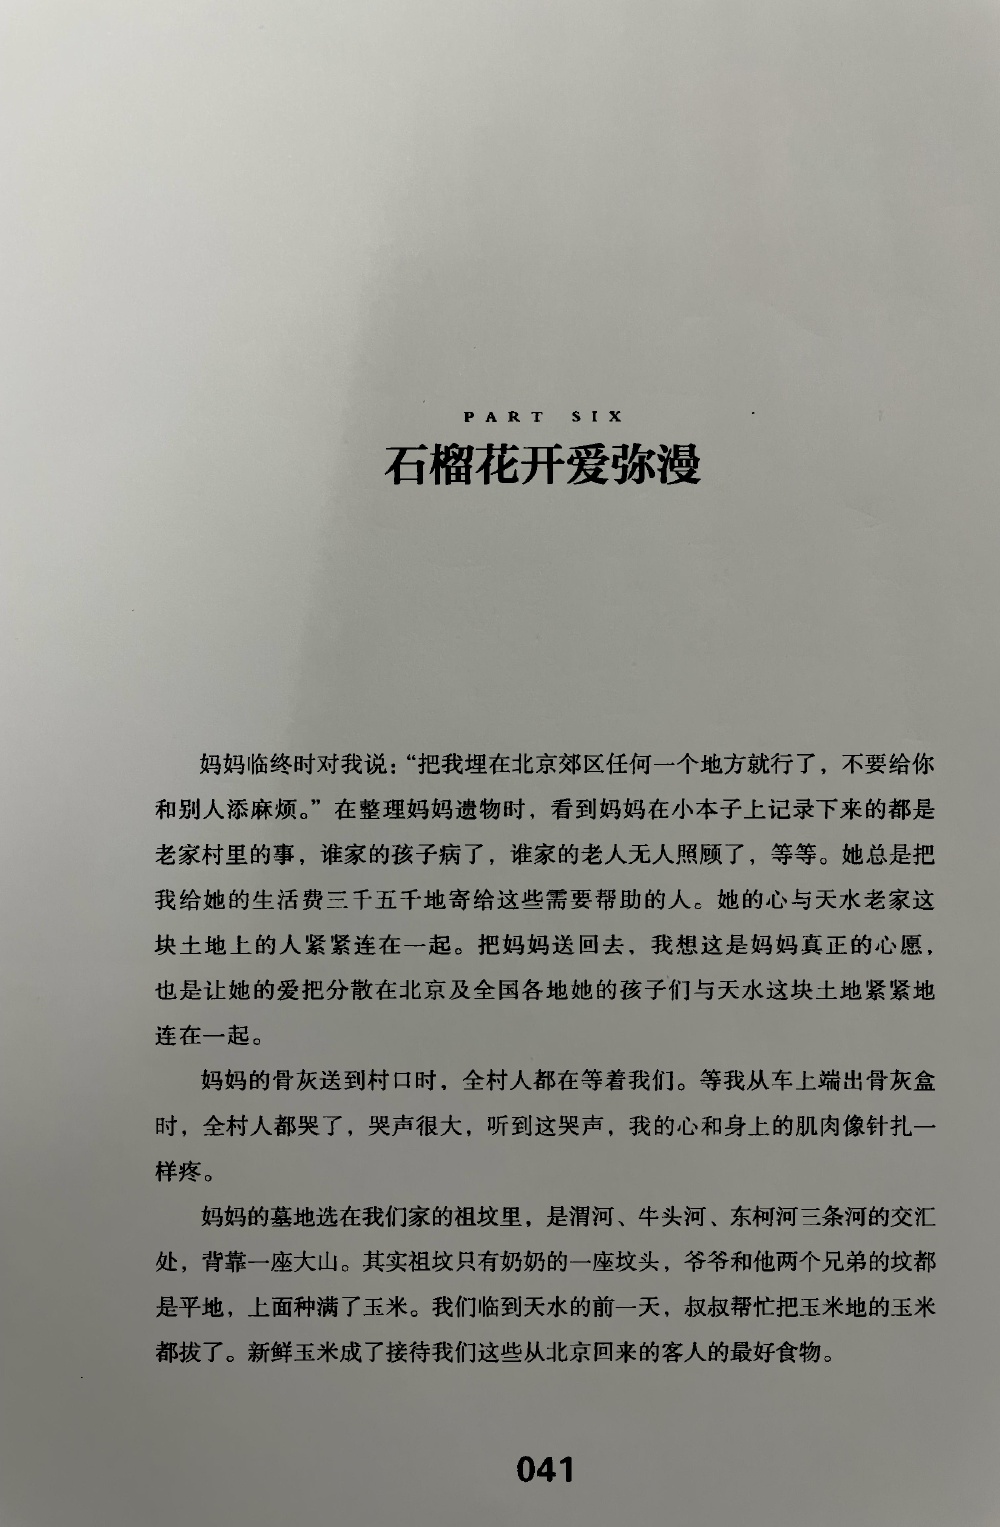 PART SIX
石榴花开爱弥漫
妈妈临终时对我说：“把我埋在北京郊区任何一个地方就行了，不要给你
和别人添麻烦。”在整理妈妈遗物时，看到妈妈在小本子上记录下来的都是
老家村里的事，谁家的孩子病了，谁家的老人无人照顾了，等等。她总是把
我给她的生活费三千五千地寄给这些需要帮助的人。她的心与天水老家这
块土地上的人紧紧连在一起。把妈妈送回去，我想这是妈妈真正的心愿，
也是让她的爱把分散在北京及全国各地她的孩子们与天水这块土地紧紧地
连在一起。
妈妈的骨灰送到村口时，全村人都在等着我们。等我从车上端出骨灰盒
时，全村人都哭了，哭声很大，听到这哭声，我的心和身上的肌肉像针扎一
样疼。
妈妈的墓地选在我们家的祖坟里，是渭河、牛头河、东柯河三条河的交汇
处，背靠一座大山。其实祖坟只有奶奶的一座坟头，爷爷和他两个兄弟的坟都
是平地，上面种满了玉米。我们临到天水的前一天，叔叔帮忙把玉米地的玉米
都拔了。新鲜玉米成了接待我们这些从北京回来的客人的最好食物。
041